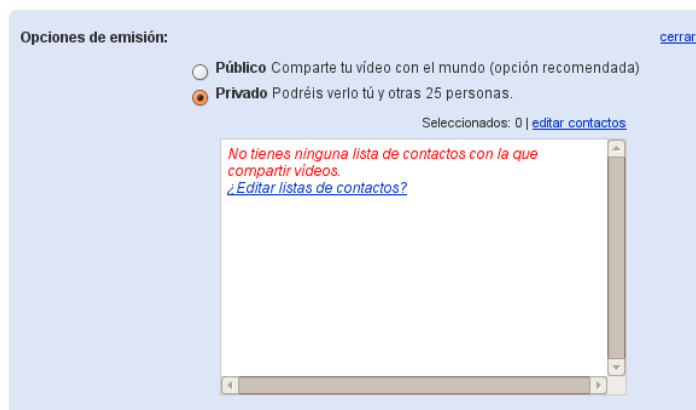 Opciones de emisión:
cerrar
Público Comparte tu vídeo con el mundo (opción recomendada)
Privado Podréis verlo tú y otras 25 personas.
Seleccionados: 0 | editar contactos
No tienes ninguna lista de contactos con la que
compartir vídeos.
¿Editar listas de contactos?